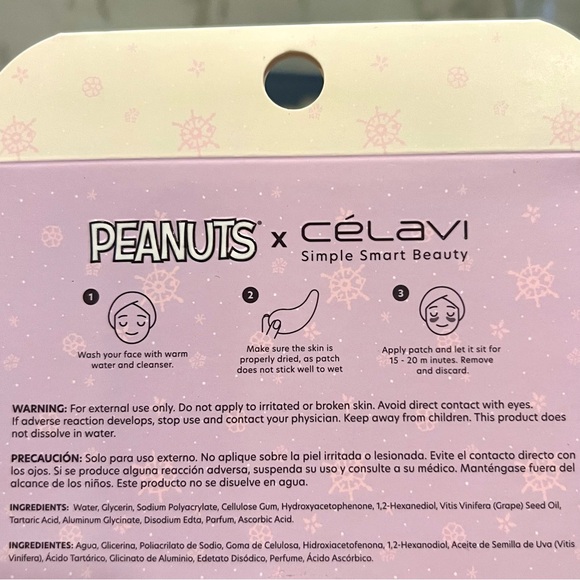 PEANUTS® x CéLAVI
Simple Smart Beauty
1
Wash your face with warm
water and cleanser.
2
Make sure the skin is
properly dried, as patch
does not stick well to wet
3
Apply patch and let it sit for
15 - 20 m inutes. Remove
and discard.
WARNING: For external use only. Do not apply to irritated or broken skin. Avoid direct contact with eyes.
If adverse reaction develops, stop use and contact your physician. Keep away from children. This product does
not dissolve in water.
PRECAUCIÓN: Solo para uso externo. No aplique sobre la piel irritada o lesionada. Evite el contacto directo con
los ojos. Si se produce alguna reacción adversa, suspenda su uso y consulte a su médico. Manténgase fuera del
alcance de los niños. Este producto no se disuelve en agua.
INGREDIENTS: Water, Glycerin, Sodium Polyacrylate, Cellulose Gum, Hydroxyacetophenone, 1,2-Hexanediol, Vitis Vinifera (Grape) Seed Oil,
Tartaric Acid, Aluminum Glycinate, Disodium Edta, Parfum, Ascorbic Acid.
INGREDIENTES: Agua, Glicerina, Poliacrilato de Sodio, Goma de Celulosa, Hidroxiacetofenona, 1,2-Hexanodiol, Aceite de Semilla de Uva (Vitis
Vinifera), Ácido Tartárico, Glicinato de Aluminio, Edetato Disódico, Perfume, Ácido Ascórbico.